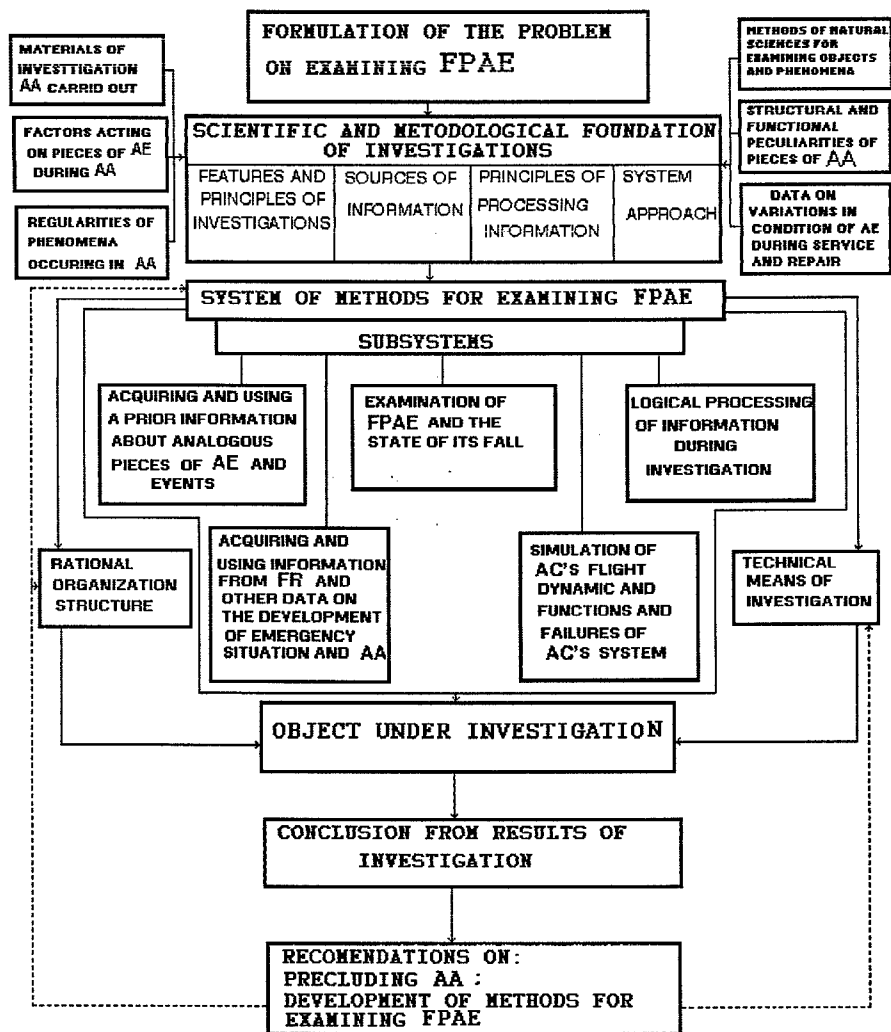 FORMULATION OF THE PROBLEM
ON EXAMINING FPAE
MATERIALS OF
INVESTTIGATION
AA CARRID OUT
FACTORS ACTING
ON PIECES OF AE
DURING AA
REGULARITIES OF
PHENOMENA
OCCURING IN AA
METHODS OF NATURAL
SCIENCES FOR
EXAMINING OBJECTS
AND PHENOMENA
STRUCTURAL AND
FUNCTIONAL
PECULIARITIES OF
PIECES OF AA
DATA ON
VARIATIONS IN
CONDITION OF AE
DURING SERVICE
AND REPAIR
SCIENTIFIC AND METODOLOGICAL FOUNDATION
OF INVESTIGATIONS
FEATURES AND
PRINCIPLES OF
INVESTIGATIONS
SOURCES OF
INFORMATION
PRINCIPLES OF
PROCESSING
INFORMATION
SYSTEM
APPROACH
SYSTEM OF METHODS FOR EXAMINING FPAE
SUBSYSTEMS
ACQUIRING AND USING
A PRIOR INFORMATION
ABOUT ANALOGOUS
PIECES OF AE AND
EVENTS
EXAMINATION OF
FPAE AND THE
STATE OF ITS FALL
LOGICAL PROCESSING
OF INFORMATION
DURING
INVESTIGATION
RATIONAL
ORGANIZATION
STRUCTURE
ACQUIRING AND
USING INFORMATION
FROM FR AND
OTHER DATA ON
THE DEVELOPMENT
OF EMERGENCY
SITUATION AND AA
SIMULATION OF
AC'S FLIGHT
DYNAMIC AND
FUNCTIONS AND
FAILURES OF
AC'S SYSTEM
TECHNICAL
MEANS OF
INVESTIGATION
OBJECT UNDER INVESTIGATION
CONCLUSION FROM RESULTS OF
INVESTIGATION
RECOMENDATIONS ON:
PRECLUDING AA ;
DEVELOPMENT OF METHODS FOR
EXAMINING FPAE